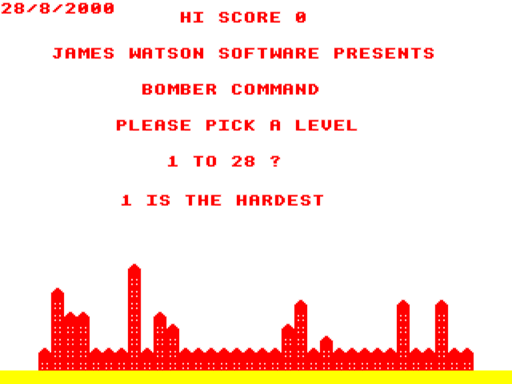 28/8/2000
HI SCORE 0
JAMES WATSON SOFTWARE PRESENTS
BOMBER COMMAND
PLEASE PICK A LEVEL
1 TO 28 ?
1 IS THE HARDEST